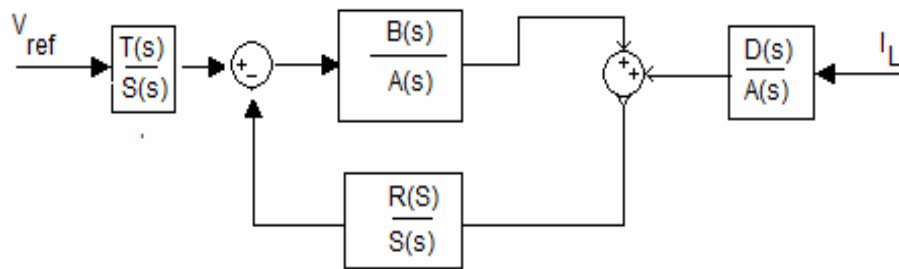 V
ref
T(s)
S(s)
+
-
B(s)
A(s)
+
+
D(s)
A(s)
I
L
R(S)
S(s)